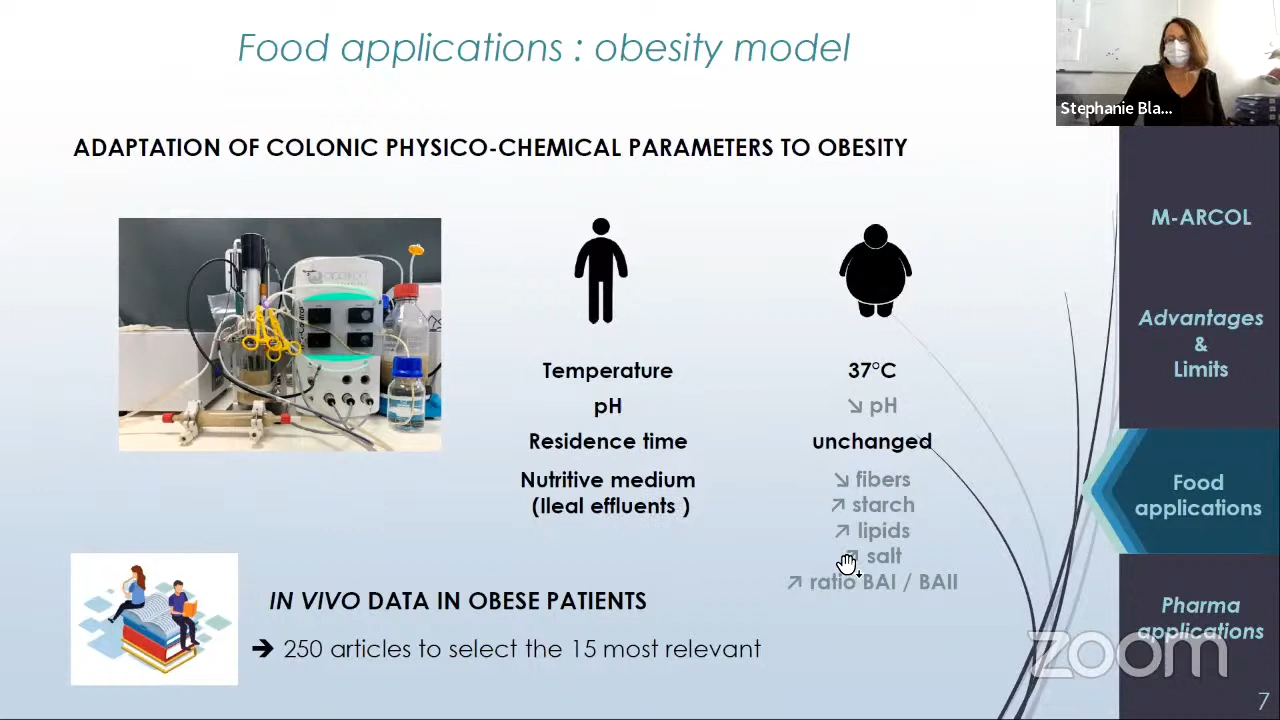 Food applications : obesity model
Stephanie Bla...
ADAPTATION OF COLONIC PHYSICO-CHEMICAL PARAMETERS TO OBESITY
M-ARCOL
Advantages
&
Limits
Food
applications
Pharma
applications
Temperature 37°C
pH ↘ pH
Residence time unchanged
Nutritive medium ↘ fibers
(Ileal effluents ) ↗ starch
↗ lipids
↗ salt
↗ ratio BAI / BAII
IN VIVO DATA IN OBESE PATIENTS
➔ 250 articles to select the 15 most relevant
zoom
7